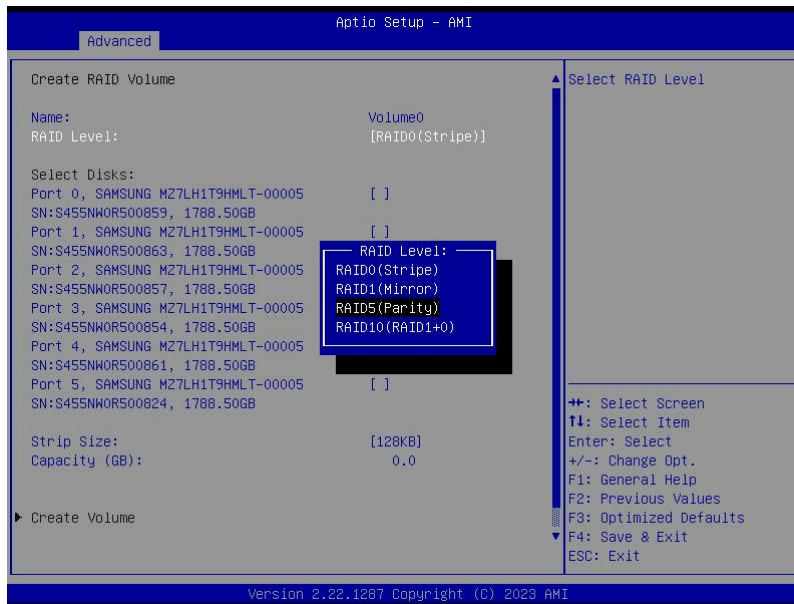 Aptio Setup – AMI
Advanced
Create RAID Volume
Select RAID Level
Name: Volume0
RAID Level: [RAID0(Stripe)]
Select Disks:
Port 0, SAMSUNG MZ7LH1T9HMLT-00005 [ ]
SN:S455NW0R500859, 1788.50GB
Port 1, SAMSUNG MZ7LH1T9HMLT-00005 [ ]
SN:S455NW0R500863, 1788.50GB
Port 2, SAMSUNG MZ7LH1T9HMLT-00005
SN:S455NW0R500857, 1788.50GB
Port 3, SAMSUNG MZ7LH1T9HMLT-00005
SN:S455NW0R500854, 1788.50GB
Port 4, SAMSUNG MZ7LH1T9HMLT-00005
SN:S455NW0R500861, 1788.50GB
Port 5, SAMSUNG MZ7LH1T9HMLT-00005 [ ]
SN:S455NW0R500824, 1788.50GB
RAID Level:
RAID0(Stripe)
RAID1(Mirror)
RAID5(Parity)
RAID10(RAID1+0)
Strip Size: [128KB]
Capacity (GB): 0.0
Create Volume
→←: Select Screen
↑↓: Select Item
Enter: Select
+/-: Change Opt.
F1: General Help
F2: Previous Values
F3: Optimized Defaults
F4: Save & Exit
ESC: Exit
Version 2.22.1287 Copyright (C) 2023 AMI